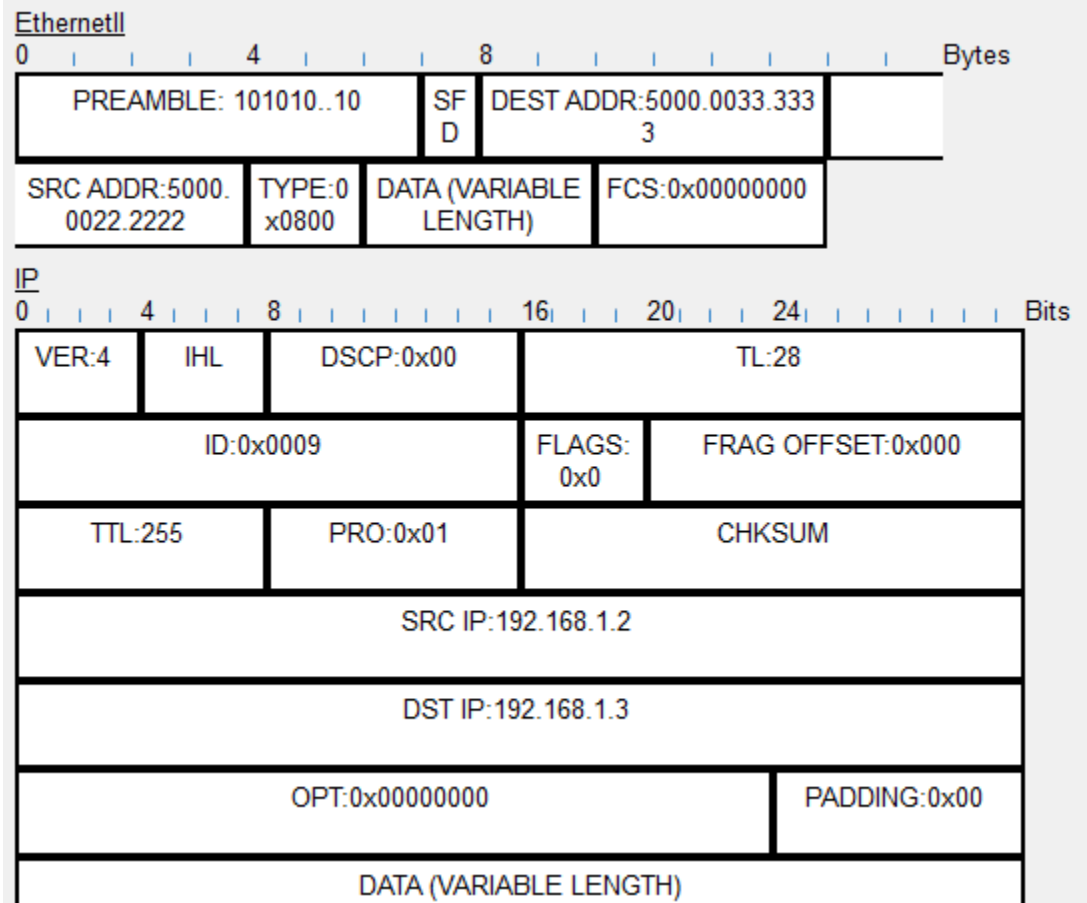 EthernetII
0 4 8 Bytes
PREAMBLE: 101010..10
SF
D
DEST ADDR:5000.0033.333
3
SRC ADDR:5000.
0022.2222
TYPE:0
x0800
DATA (VARIABLE
LENGTH)
FCS:0x00000000
IP
0 4 8 16 20 24 Bits
VER:4
IHL
DSCP:0x00
TL:28
ID:0x0009
FLAGS:
0x0
FRAG OFFSET:0x000
TTL:255
PRO:0x01
CHKSUM
SRC IP:192.168.1.2
DST IP:192.168.1.3
OPT:0x00000000
PADDING:0x00
DATA (VARIABLE LENGTH)